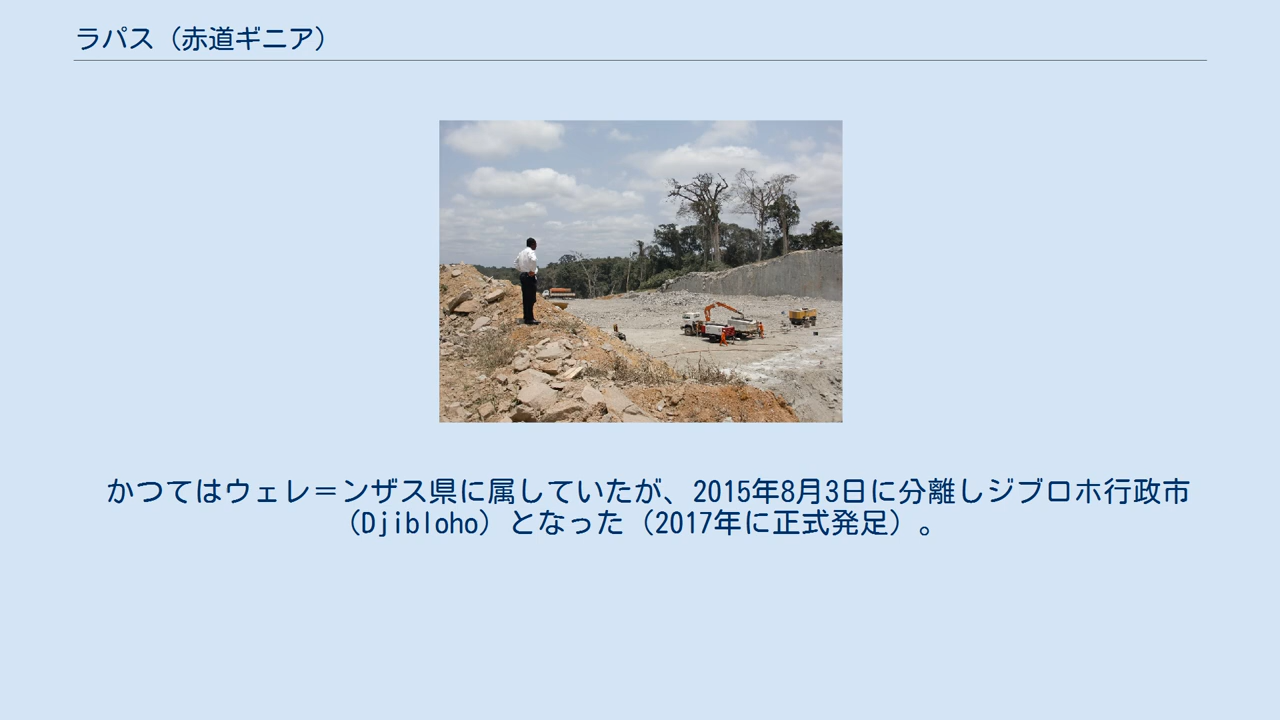 ラパス（赤道ギニア）
かつてはウェレ＝ンザス県に属していたが、2015年8月3日に分離しジブロホ行政市
（Djibloho）となった（2017年に正式発足）。